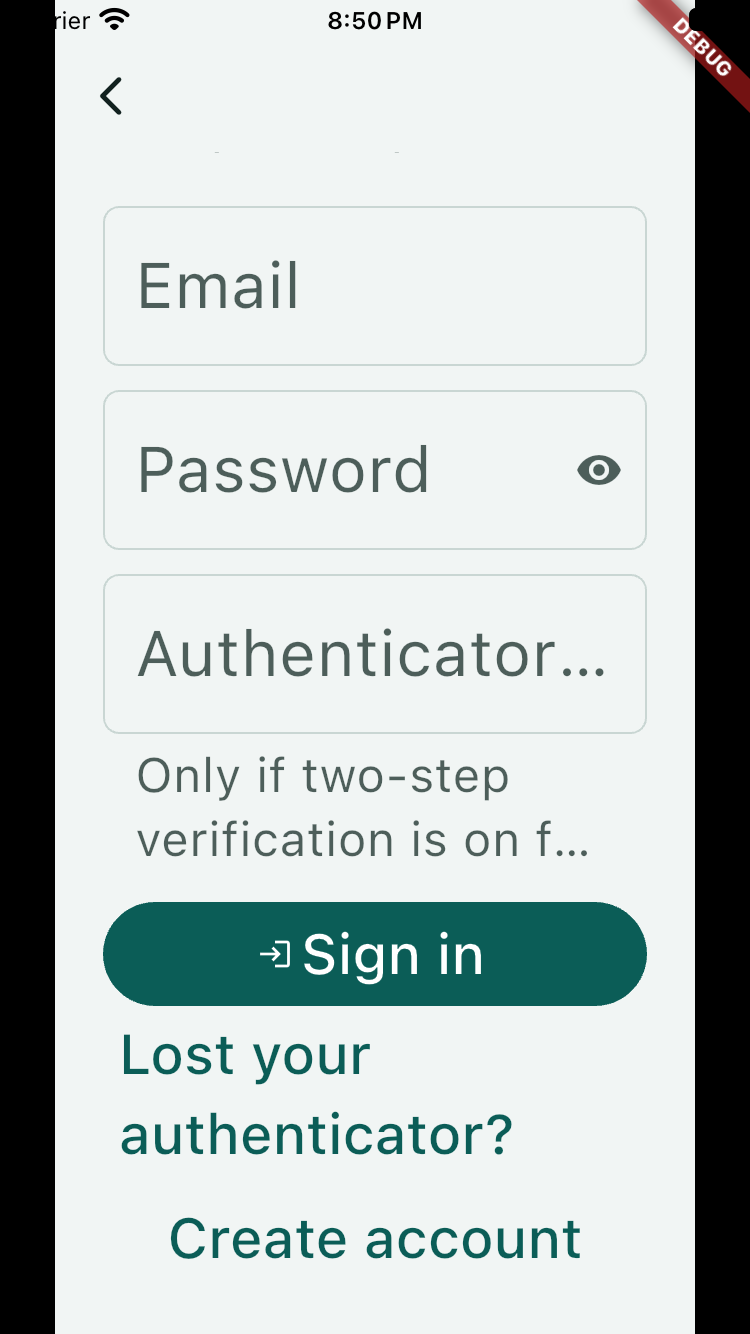 rier 8:50 PM
DEBUG
Email
Password
Authenticator...
Only if two-step
verification is on f...
Sign in
Lost your
authenticator?
Create account